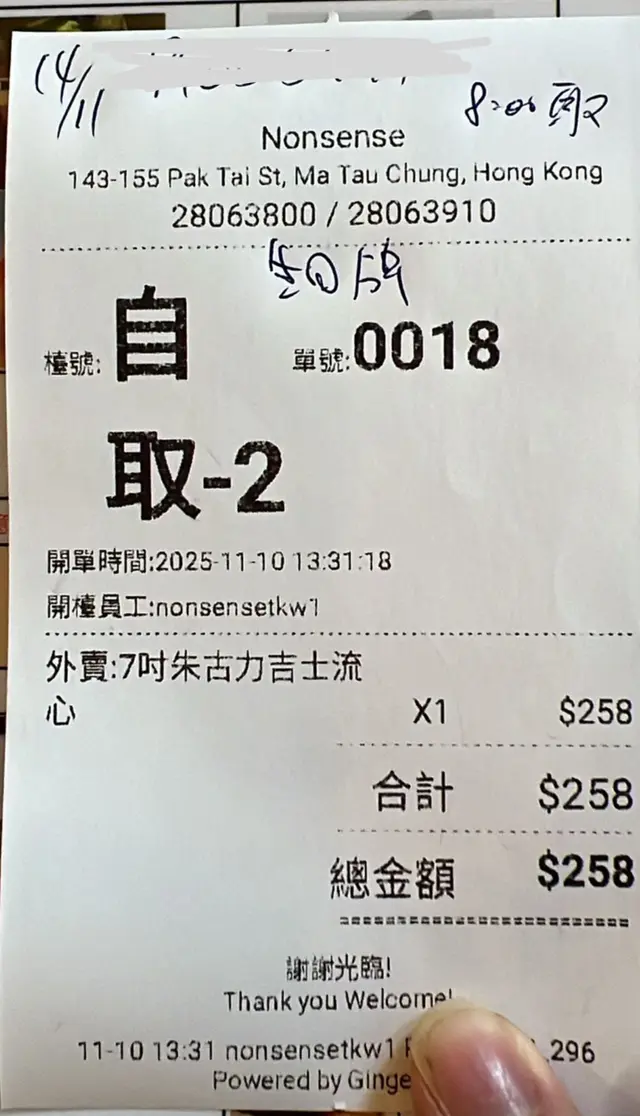 14/11
8:00取
Nonsense
143-155 Pak Tai St, Ma Tau Chung, Hong Kong
28063800 / 28063910
生日牌
檯號: 自 單號:0018
取-2
開單時間:2025-11-10 13:31:18
開檯員工:nonsensetkw1
外賣:7吋朱古力吉士流
心 X1 $258
合計 $258
總金額 $258
謝謝光臨!
Thank you Welcome!
11-10 13:31 nonsensetkw1 296
Powered by Ginge